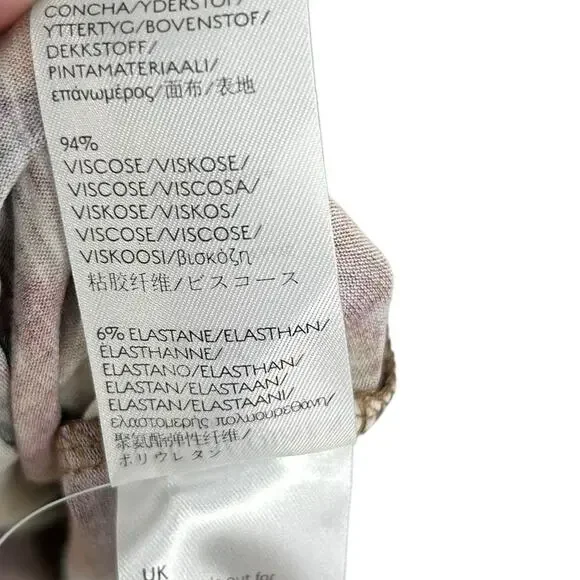 CONCHA/YDERSTOF/
YTTERTYG/BOVENSTOF/
DEKKSTOFF/
PINTAMATERIAALI/
επάνωμέρος/面布/表地
94%
VISCOSE/VISKOSE/
VISCOSE/VISCOSA/
VISKOSE/VISKOS/
VISCOSE/VISCOSE/
VISKOOSI/βισκόζη
粘胶纤维/ビスコース
6% ELASTANE/ELASTHAN/
ÉLASTHANNE/
ELASTANO/ELASTHAN/
ELASTAN/ELASTAAN/
ELASTAN/ELASTAANI/
ελαστομερής πολυουρεθάνη/
聚氨酯弹性纤维/
ポリウレタン
UK
out for